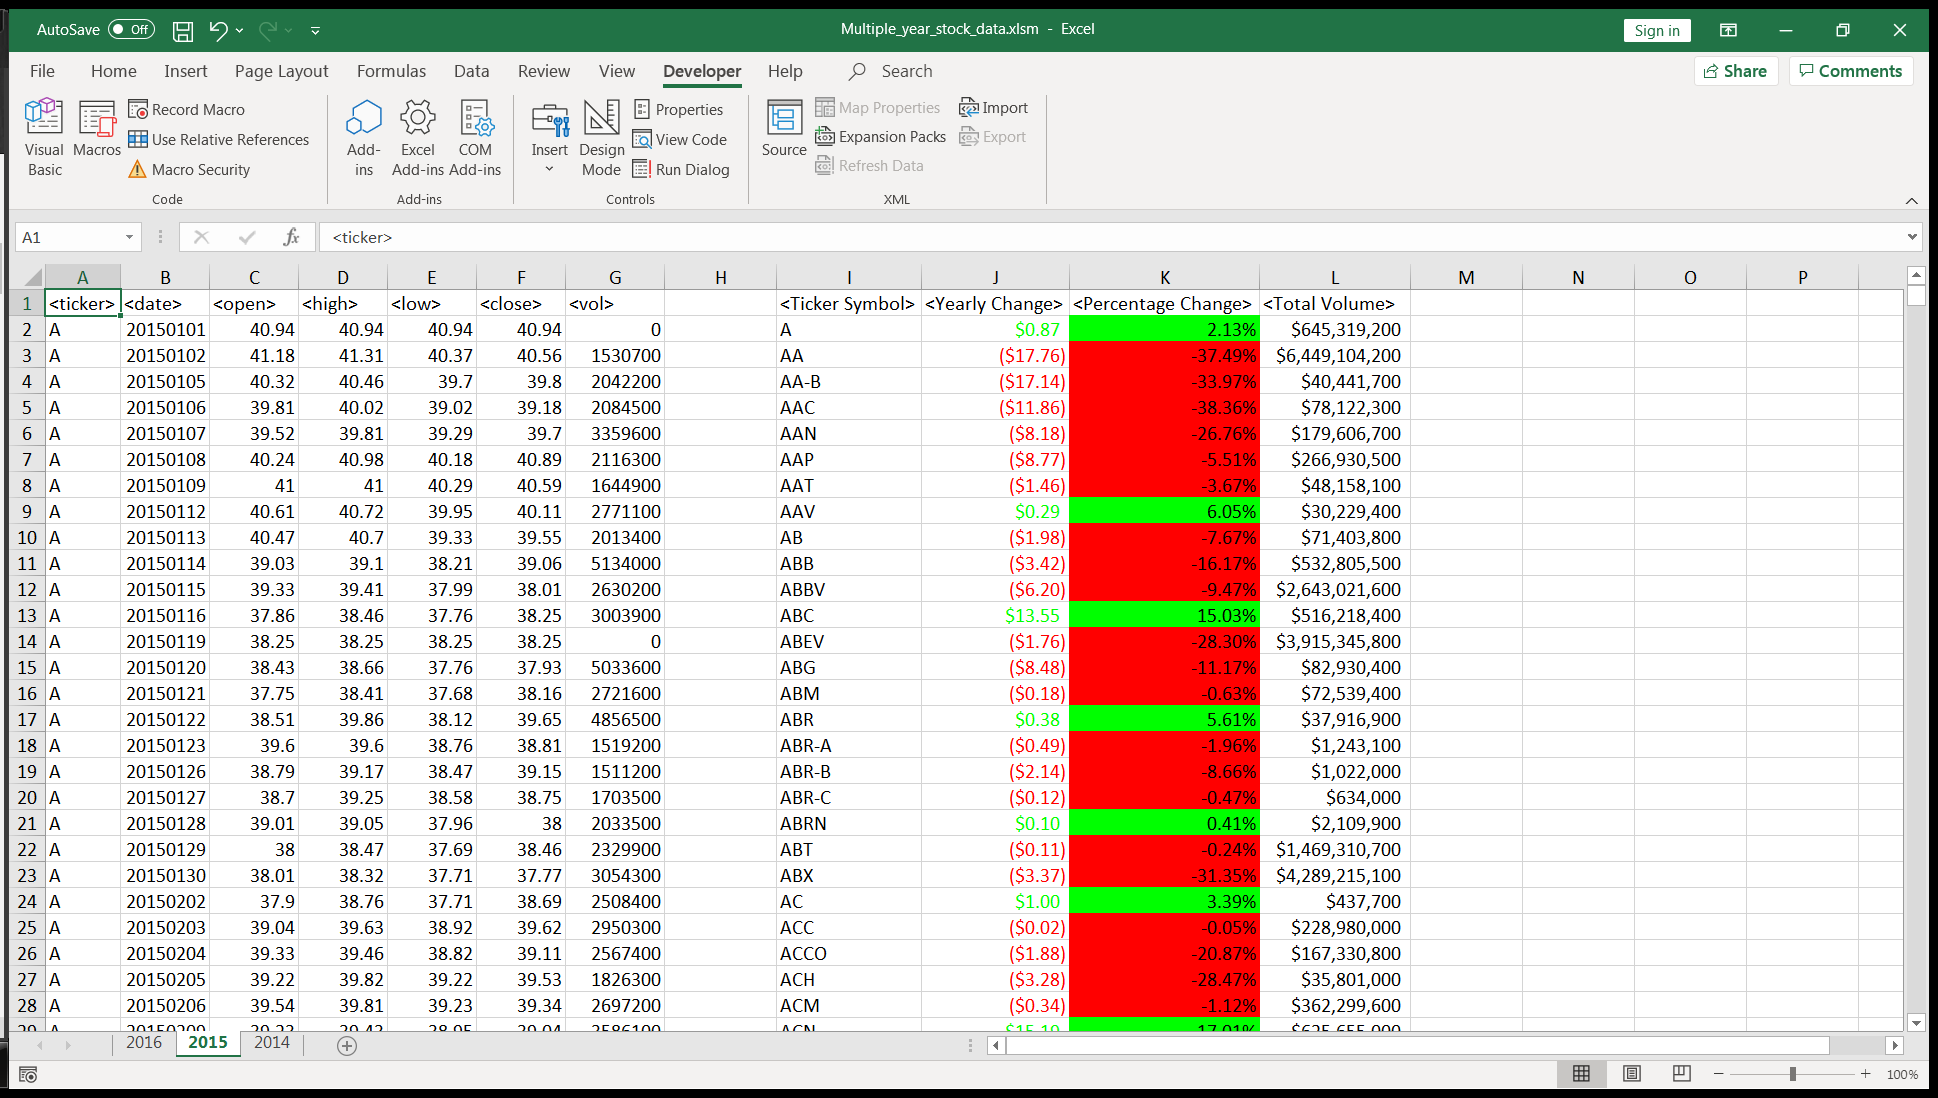 AutoSave Off Multiple_year_stock_data.xlsm - Excel Sign in
File Home Insert Page Layout Formulas Data Review View Developer Help Search Share Comments
Visual Basic Macros Record Macro Use Relative References Macro Security Code
Add-ins Excel Add-ins COM Add-ins Add-ins
Insert Design Mode Properties View Code Run Dialog Controls
Source Map Properties Expansion Packs Refresh Data Import Export XML
A1 fx <ticker>
A B C D E F G H I J K L M N O P
1 <ticker> <date> <open> <high> <low> <close> <vol> <Ticker Symbol> <Yearly Change> <Percentage Change> <Total Volume>
2 A 20150101 40.94 40.94 40.94 40.94 0 A $0.87 2.13% $645,319,200
3 A 20150102 41.18 41.31 40.37 40.56 1530700 AA ($17.76) -37.49% $6,449,104,200
4 A 20150105 40.32 40.46 39.7 39.8 2042200 AA-B ($17.14) -33.97% $40,441,700
5 A 20150106 39.81 40.02 39.02 39.18 2084500 AAC ($11.86) -38.36% $78,122,300
6 A 20150107 39.52 39.81 39.29 39.7 3359600 AAN ($8.18) -26.76% $179,606,700
7 A 20150108 40.24 40.98 40.18 40.89 2116300 AAP ($8.77) -5.51% $266,930,500
8 A 20150109 41 41 40.29 40.59 1644900 AAT ($1.46) -3.67% $48,158,100
9 A 20150112 40.61 40.72 39.95 40.11 2771100 AAV $0.29 6.05% $30,229,400
10 A 20150113 40.47 40.7 39.33 39.55 2013400 AB ($1.98) -7.67% $71,403,800
11 A 20150114 39.03 39.1 38.21 39.06 5134000 ABB ($3.42) -16.17% $532,805,500
12 A 20150115 39.33 39.41 37.99 38.01 2630200 ABBV ($6.20) -9.47% $2,643,021,600
13 A 20150116 37.86 38.46 37.76 38.25 3003900 ABC $13.55 15.03% $516,218,400
14 A 20150119 38.25 38.25 38.25 38.25 0 ABEV ($1.76) -28.30% $3,915,345,800
15 A 20150120 38.43 38.66 37.76 37.93 5033600 ABG ($8.48) -11.17% $82,930,400
16 A 20150121 37.75 38.41 37.68 38.16 2721600 ABM ($0.18) -0.63% $72,539,400
17 A 20150122 38.51 39.86 38.12 39.65 4856500 ABR $0.38 5.61% $37,916,900
18 A 20150123 39.6 39.6 38.76 38.81 1519200 ABR-A ($0.49) -1.96% $1,243,100
19 A 20150126 38.79 39.17 38.47 39.15 1511200 ABR-B ($2.14) -8.66% $1,022,000
20 A 20150127 38.7 39.25 38.58 38.75 1703500 ABR-C ($0.12) -0.47% $634,000
21 A 20150128 39.01 39.05 37.96 38 2033500 ABRN $0.10 0.41% $2,109,900
22 A 20150129 38 38.47 37.69 38.46 2329900 ABT ($0.11) -0.24% $1,469,310,700
23 A 20150130 38.01 38.32 37.71 37.77 3054300 ABX ($3.37) -31.35% $4,289,215,100
24 A 20150202 37.9 38.76 37.71 38.69 2508400 AC $1.00 3.39% $437,700
25 A 20150203 39.04 39.63 38.92 39.62 2950300 ACC ($0.02) -0.05% $228,980,000
26 A 20150204 39.33 39.46 38.82 39.11 2567400 ACCO ($1.88) -20.87% $167,330,800
27 A 20150205 39.22 39.82 39.22 39.53 1826300 ACH ($3.28) -28.47% $35,801,000
28 A 20150206 39.54 39.81 39.23 39.34 2697200 ACM ($0.34) -1.12% $362,299,600
2016 2015 2014
100%